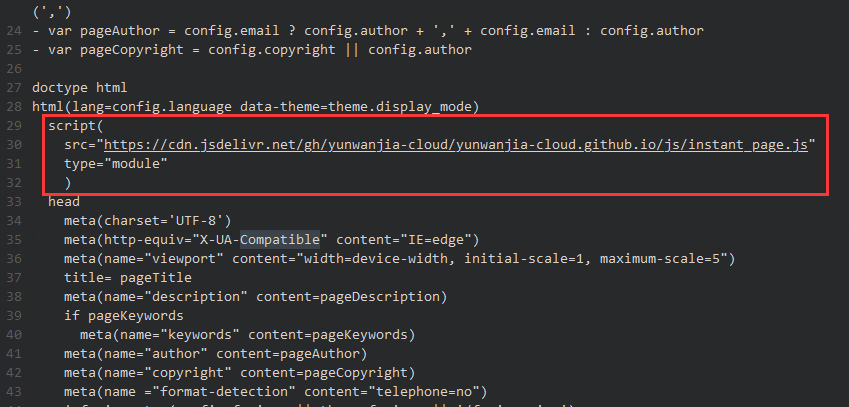 (',')
24 - var pageAuthor = config.email ? config.author + ',' + config.email : config.author
25 - var pageCopyright = config.copyright || config.author
26
27 doctype html
28 html(lang=config.language data-theme=theme.display_mode)
29 script(
30 src="https://cdn.jsdelivr.net/gh/yunwanjia-cloud/yunwanjia-cloud.github.io/js/instant_page.js"
31 type="module"
32 )
33 head
34 meta(charset='UTF-8')
35 meta(http-equiv="X-UA-Compatible" content="IE=edge")
36 meta(name="viewport" content="width=device-width, initial-scale=1, maximum-scale=5")
37 title= pageTitle
38 meta(name="description" content=pageDescription)
39 if pageKeywords
40 meta(name="keywords" content=pageKeywords)
41 meta(name="author" content=pageAuthor)
42 meta(name="copyright" content=pageCopyright)
43 meta(name ="format-detection" content="telephone=no")